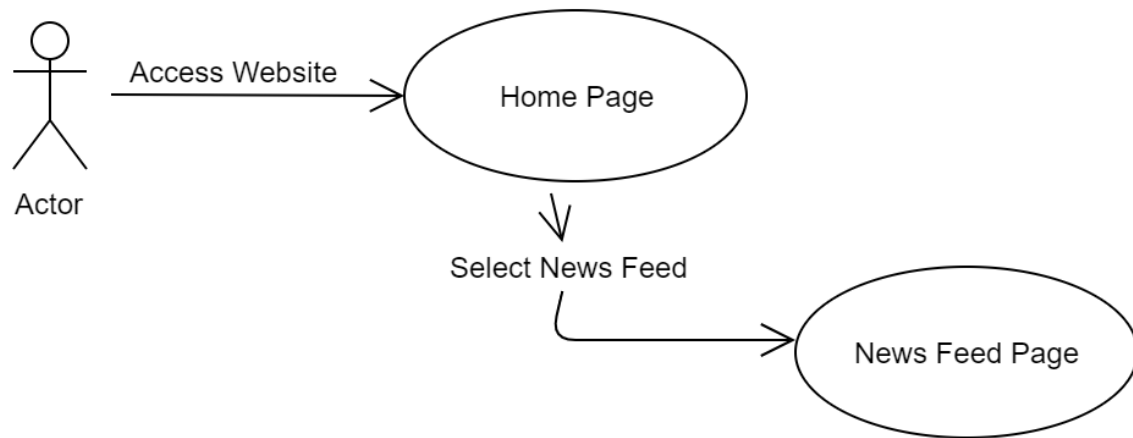 Access Website
Home Page
Actor
Select News Feed
News Feed Page